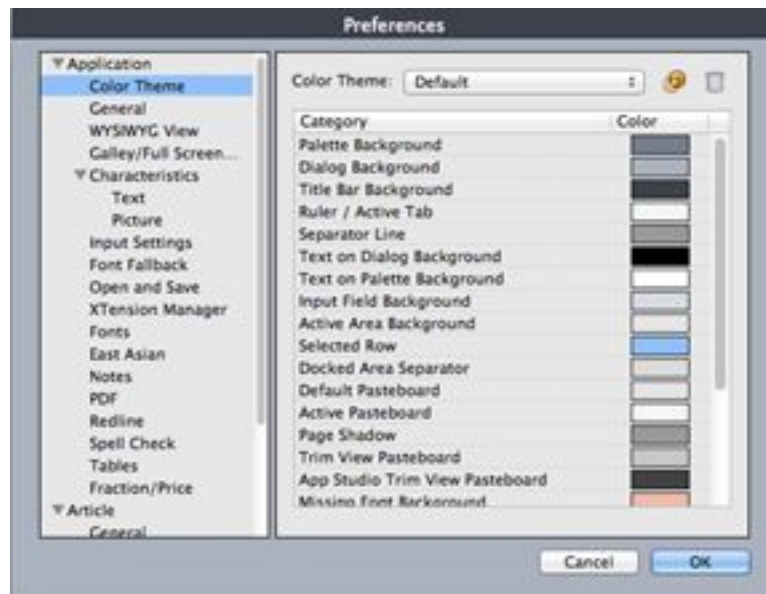 Preferences
Application
Color Theme
General
WYSIWYG View
Galley/Full Screen...
Characteristics
Text
Picture
Input Settings
Font Fallback
Open and Save
XTension Manager
Fonts
East Asian
Notes
PDF
Redline
Spell Check
Tables
Fraction/Price
Article
General
Color Theme: Default
Category Color
Palette Background
Dialog Background
Title Bar Background
Ruler / Active Tab
Separator Line
Text on Dialog Background
Text on Palette Background
Input Field Background
Active Area Background
Selected Row
Docked Area Separator
Default Pasteboard
Active Pasteboard
Page Shadow
Trim View Pasteboard
App Studio Trim View Pasteboard
Missing Font Background
Cancel OK